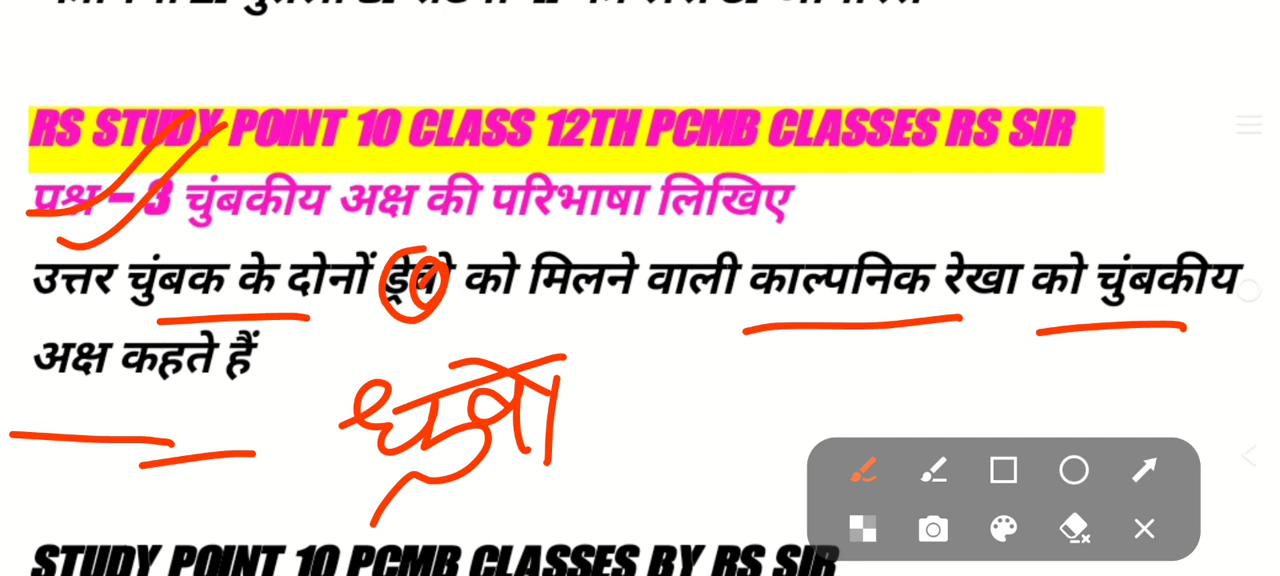 RS STUDY POINT 10 CLASS 12TH PCMB CLASSES RS SIR
प्रश्न – 3 चुंबकीय अक्ष की परिभाषा लिखिए
उत्तर चुंबक के दोनों को मिलने वाली काल्पनिक रेखा को चुंबकीय
अक्ष कहते हैं
STUDY POINT 10 PCMB CLASSES BY RS SIR